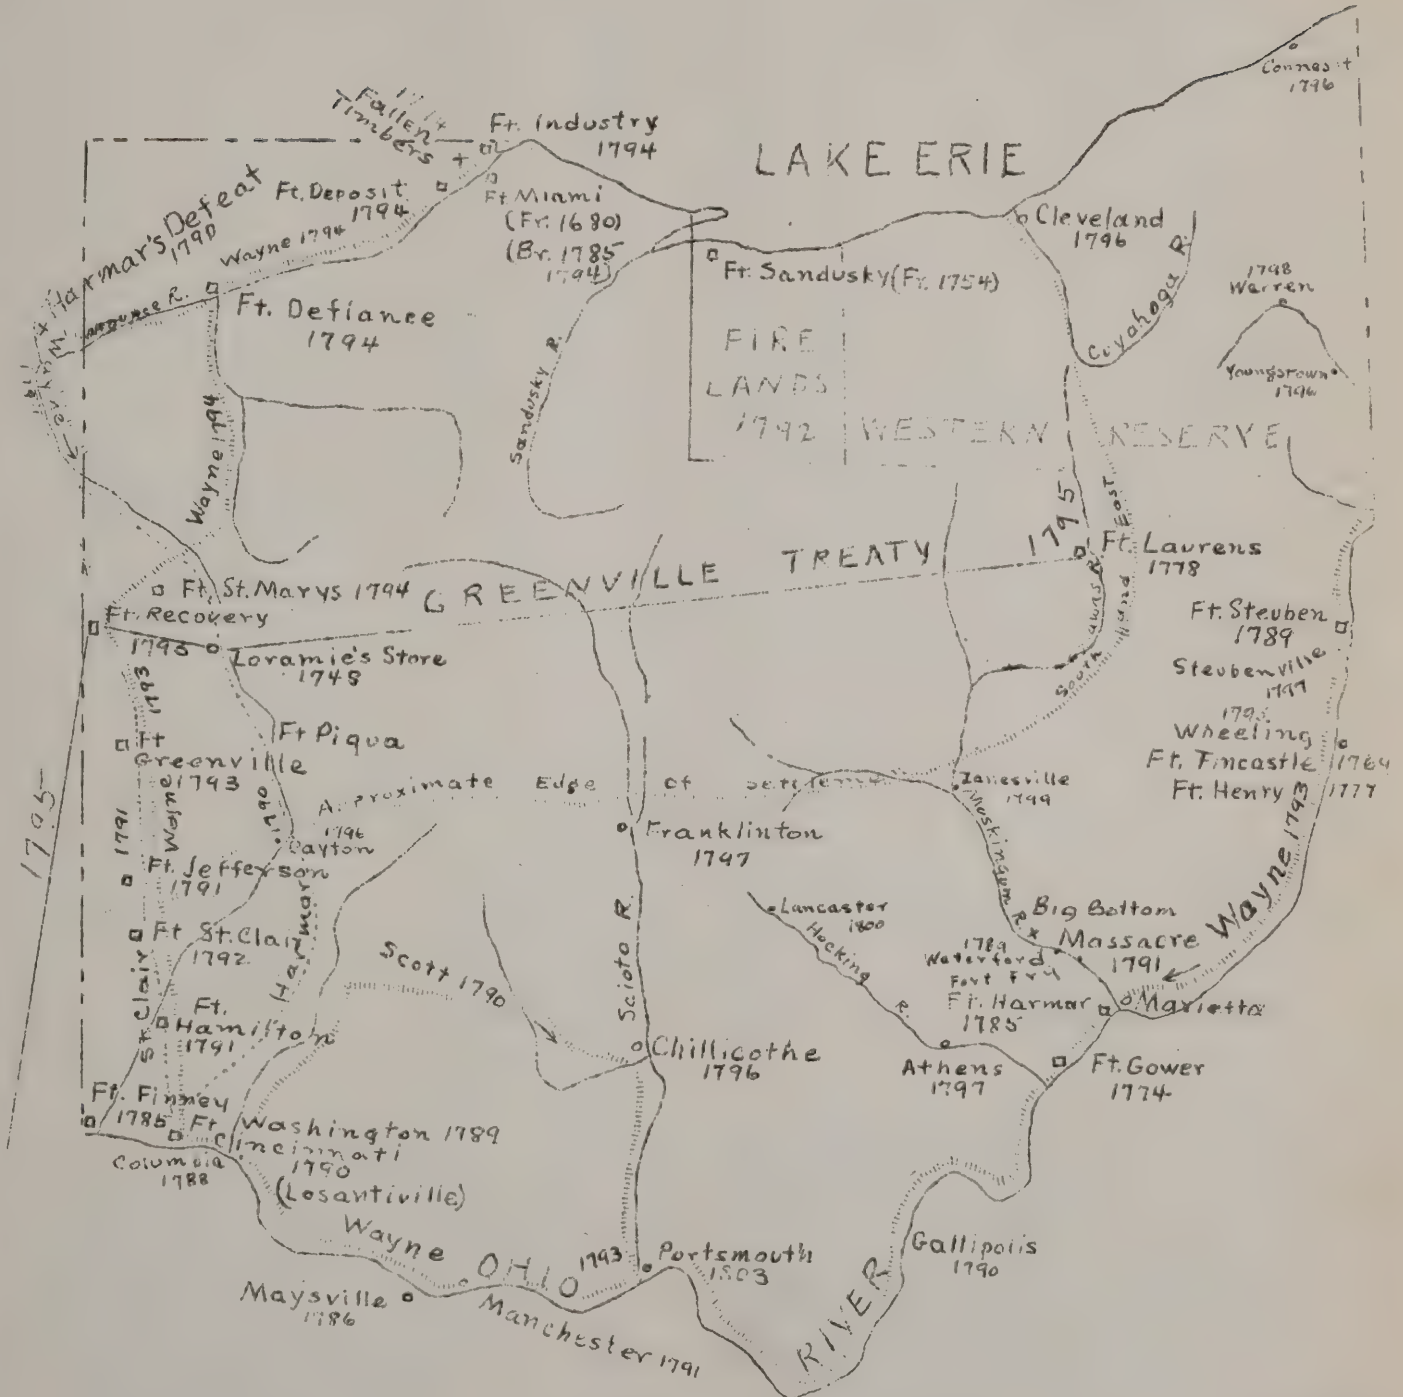 Conneaut
1796
Fallen
Timbers
Ft. Industry
1794
LAKE ERIE
Harmar's Defeat
1790
Ft. Deposit
1794
Ft Miami
(Fr. 1680)
(Br. 1785
1794)
Wayne 1794
Cleveland
1796
Cuyahoga R.
Ft. Sandusky (Fr. 1754)
1798
Warren
Youngstown
1796
Ft. Defiance
1794
Sandusky R.
FIRE
LANDS
1792
WESTERN RESERVE
Wayne 1794
1795
GREENVILLE TREATY
Ft. Laurens
1778
Ft. St. Marys 1794
Ft. Recovery
1793
Loramie's Store
1748
1793
Ft. Steuben
1789
Steubenville
1797
Wheeling
Ft. Fincastle 1764
Ft. Henry 1777
South Hand East
Ft Piqua
Ft
Greenville
1793
Wayne
1790
Approximate Edge of Settlement
1796
Dayton
Zanesville
1799
Muskingum R.
Franklinton
1797
1795
1791
Ft. Jefferson
1791
Ft St. Clair
1792
Harmar
St Clair
Scott 1790
Scioto R.
Lancaster
1800
Hocking
R.
Big Bottom
Massacre
1791
1789
Waterford
Fort Fry
Ft. Harmar
1785
Marietta
Wayne 1793
Ft.
Hamilton
1791
Chillicothe
1796
Athens
1797
Ft. Gower
1774
Ft. Finney
1785
Ft. Washington 1789
Cincinnati
1790
(Losantiville)
Columbia
1788
Wayne
OHIO
1793
Portsmouth
1803
Gallipolis
1790
RIVER
Maysville
1786
Manchester 1791